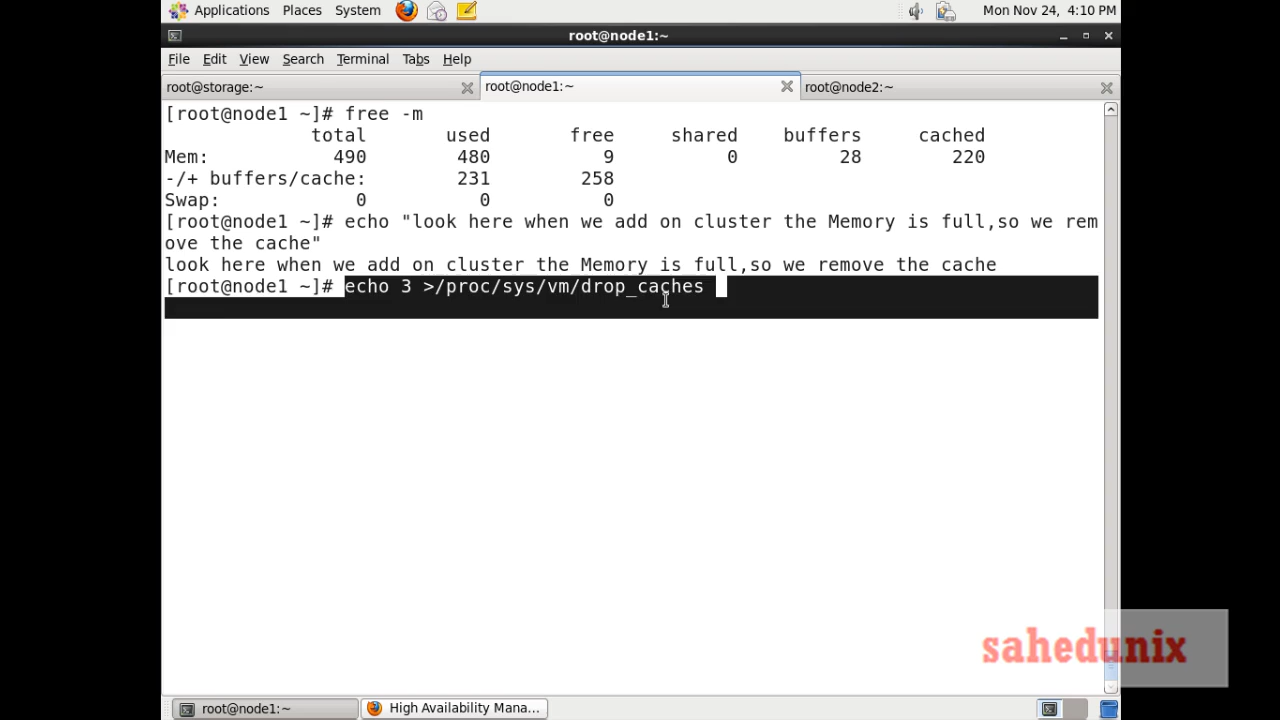 Applications Places System Mon Nov 24, 4:10 PM
root@node1:~
File Edit View Search Terminal Tabs Help
root@storage:~ root@node1:~ root@node2:~
[root@node1 ~]# free -m
total used free shared buffers cached
Mem: 490 480 9 0 28 220
-/+ buffers/cache: 231 258
Swap: 0 0 0
[root@node1 ~]# echo "look here when we add on cluster the Memory is full,so we rem
ove the cache"
look here when we add on cluster the Memory is full,so we remove the cache
[root@node1 ~]# echo 3 >/proc/sys/vm/drop_caches
sahedunix
root@node1:~ High Availability Mana...